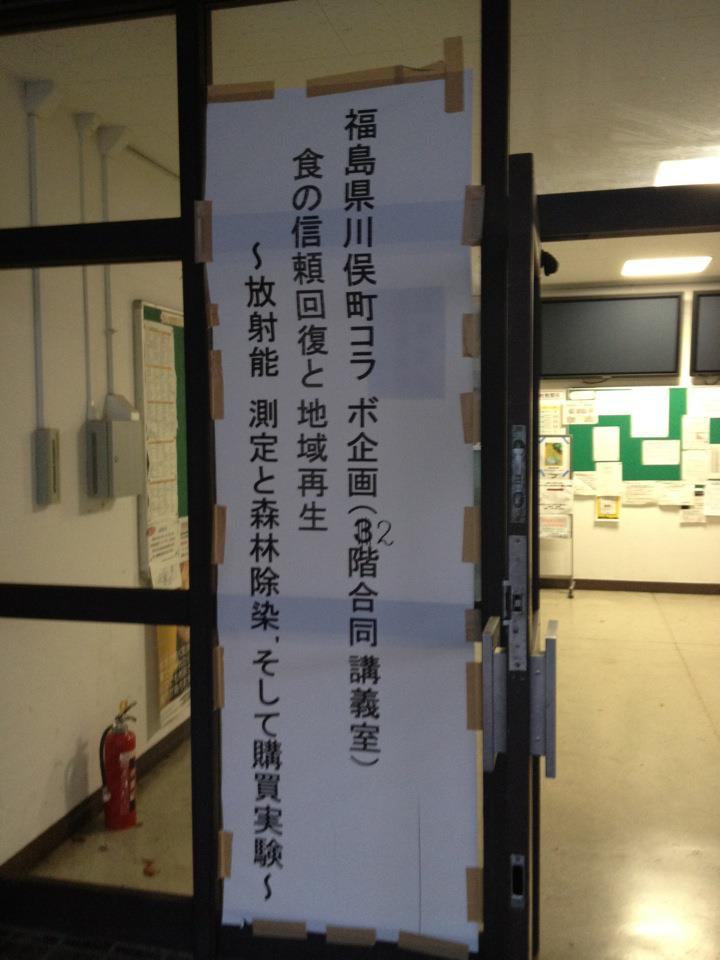 福島県川俣町コラボ企画(2階合同講義室)
食の信頼回復と地域再生
~放射能 測定と森林除染,そして購買実験~